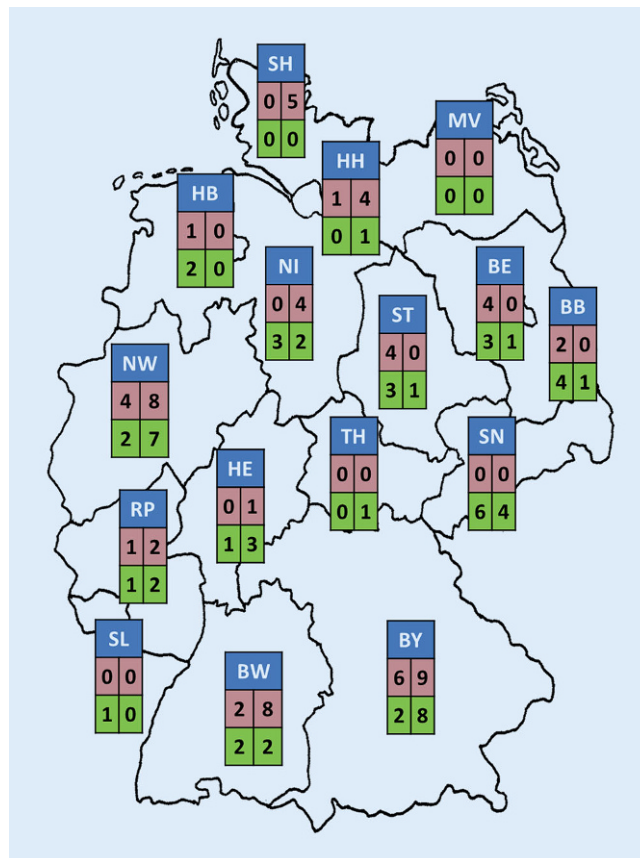 SH
0 5
0 0
MV
0 0
0 0
HH
1 4
0 1
HB
1 0
2 0
NI
0 4
3 2
BE
4 0
3 1
BB
2 0
4 1
ST
4 0
3 1
NW
4 8
2 7
TH
0 0
0 1
SN
0 0
6 4
HE
0 1
1 3
RP
1 2
1 2
SL
0 0
1 0
BW
2 8
2 2
BY
6 9
2 8